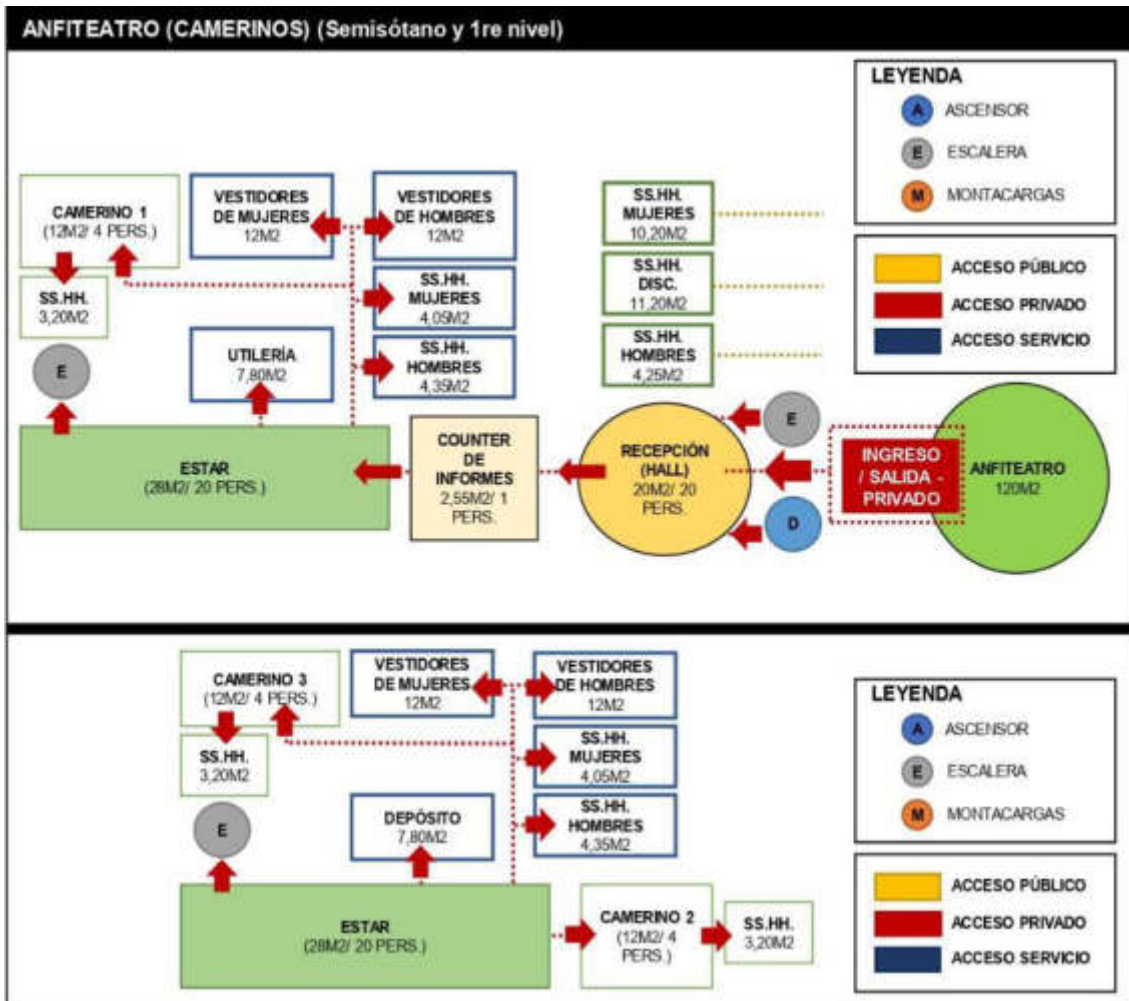 ANFITEATRO (CAMERINOS) (Semisótano y 1re nivel)
LEYENDA
A ASCENSOR
E ESCALERA
M MONTACARGAS
ACCESO PÚBLICO
ACCESO PRIVADO
ACCESO SERVICIO
CAMERINO 1
(12M2/ 4 PERS.)
SS.HH.
3,20M2
E
VESTIDORES
DE MUJERES
12M2
VESTIDORES
DE HOMBRES
12M2
SS.HH.
MUJERES
4,05M2
SS.HH.
HOMBRES
4,35M2
UTILERÍA
7,80M2
SS.HH.
MUJERES
10,20M2
SS.HH.
DISC.
11,20M2
SS.HH.
HOMBRES
4,25M2
ESTAR
(28M2/ 20 PERS.)
COUNTER
DE
INFORMES
2,55M2/ 1
PERS.
RECEPCIÓN
(HALL)
20M2/ 20
PERS.
E
D
INGRESO
/ SALIDA -
PRIVADO
ANFITEATRO
120M2
CAMERINO 3
(12M2/ 4 PERS.)
SS.HH.
3,20M2
E
VESTIDORES
DE MUJERES
12M2
VESTIDORES
DE HOMBRES
12M2
SS.HH.
MUJERES
4,05M2
SS.HH.
HOMBRES
4,35M2
DEPÓSITO
7,80M2
ESTAR
(28M2/ 20 PERS.)
CAMERINO 2
(12M2/ 4
PERS.)
SS.HH.
3,20M2
LEYENDA
A ASCENSOR
E ESCALERA
M MONTACARGAS
ACCESO PÚBLICO
ACCESO PRIVADO
ACCESO SERVICIO